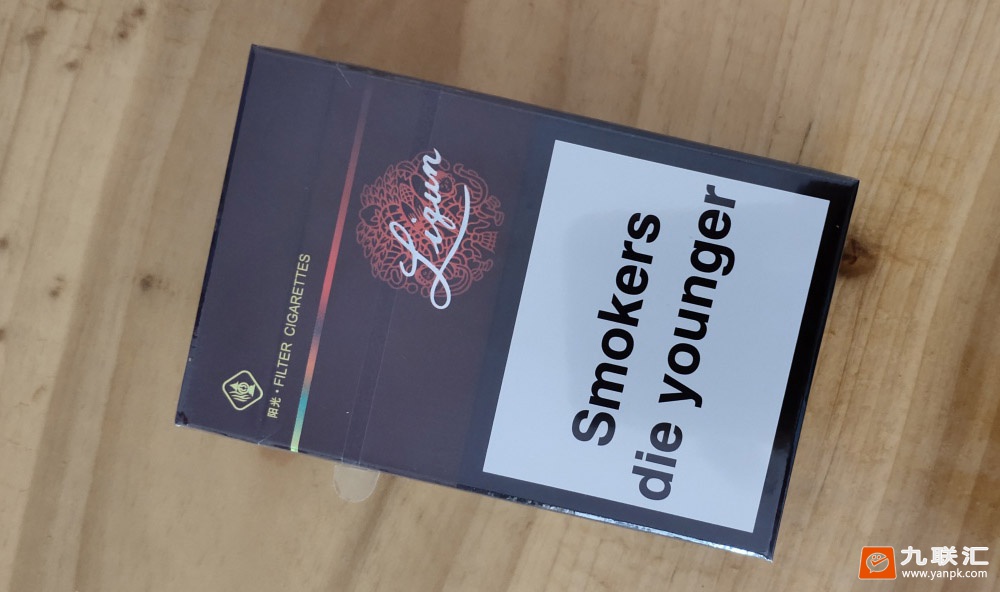 Liqun
阳光·FILTER CIGARETTES
Smokers
die younger
九联汇
www.yanpk.com